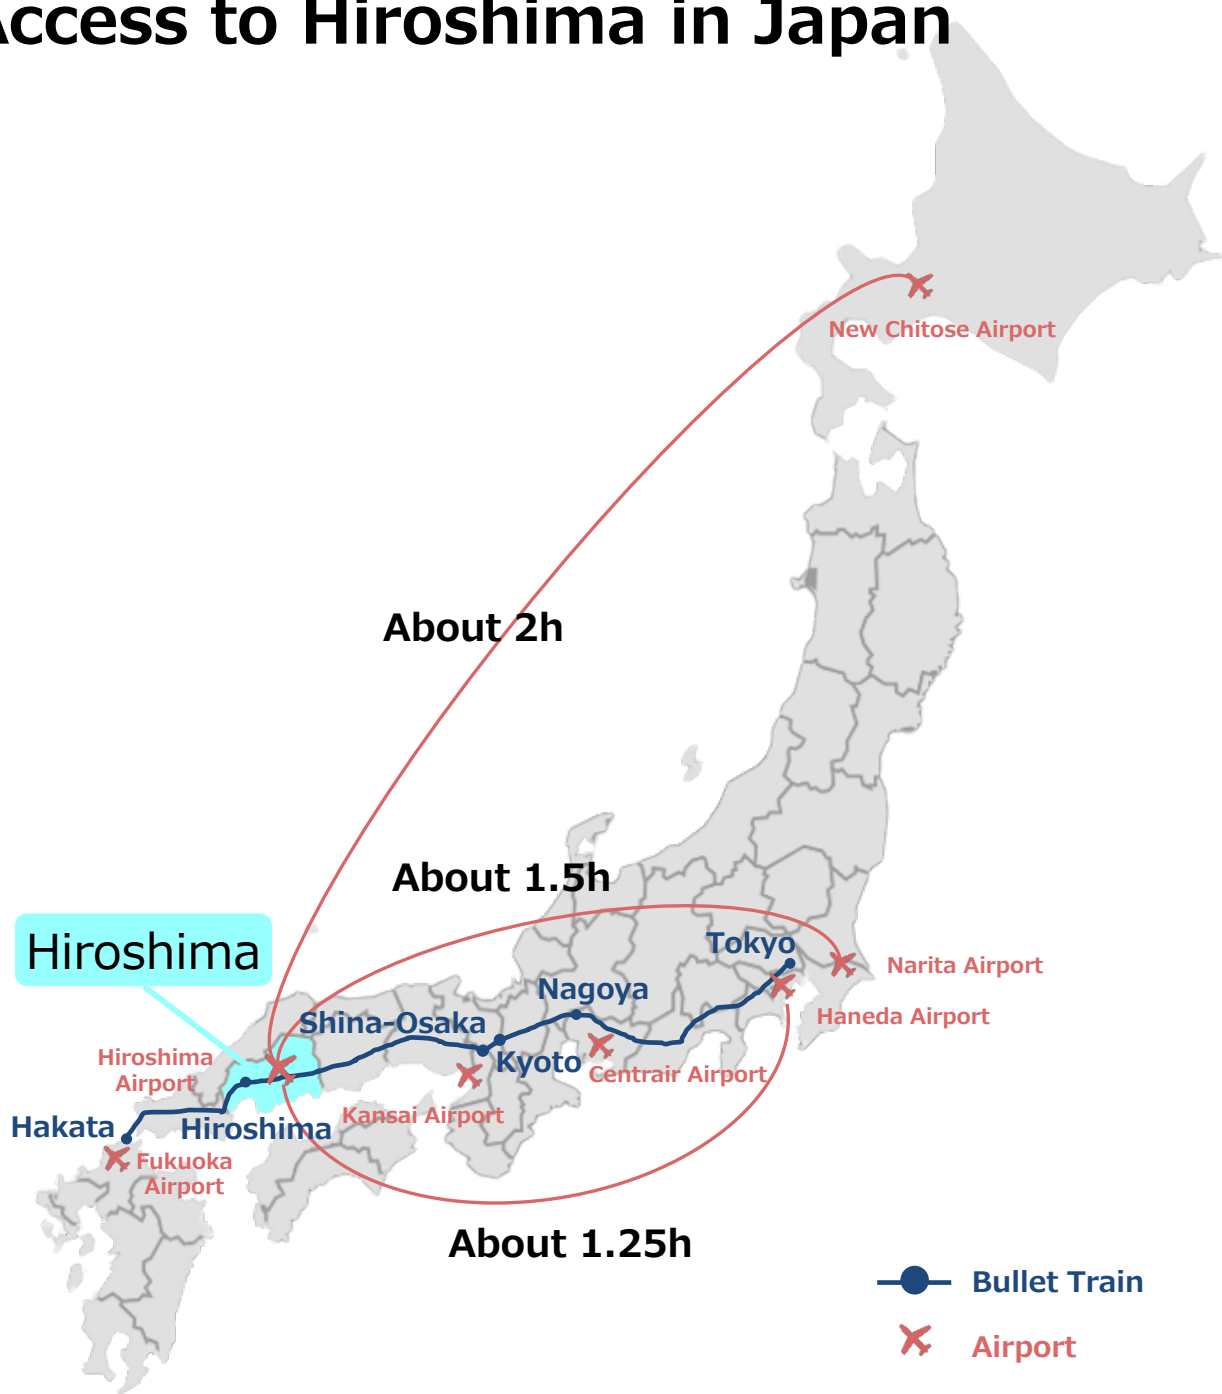 Access to Hiroshima in Japan
New Chitose Airport
About 2h
About 1.5h
Hiroshima
Tokyo
Narita Airport
Nagoya
Haneda Airport
Shina-Osaka
Kyoto
Centrair Airport
Hiroshima
Airport
Kansai Airport
Hakata
Hiroshima
Fukuoka
Airport
About 1.25h
Bullet Train
Airport